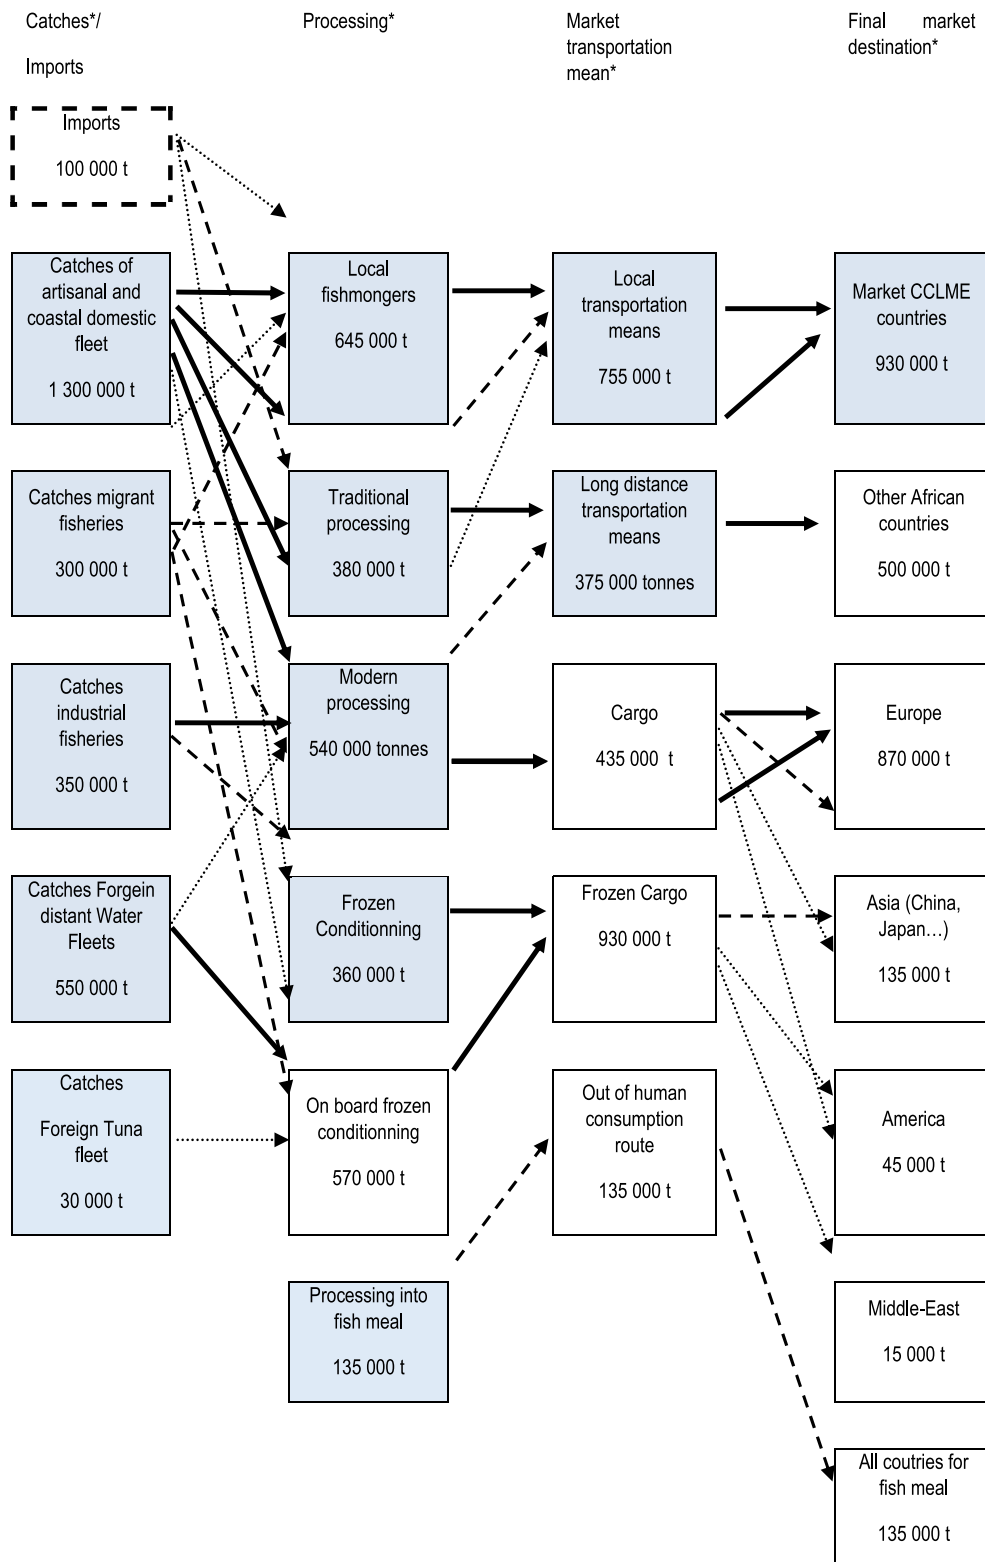 Catches*/
Imports
Processing*
Market
transportation
mean*
Final market
destination*
Imports
100 000 t
Catches of
artisanal and
coastal domestic
fleet
1 300 000 t
Local
fishmongers
645 000 t
Local
transportation
means
755 000 t
Market CCLME
countries
930 000 t
Catches migrant
fisheries
300 000 t
Traditional
processing
380 000 t
Long distance
transportation
means
375 000 tonnes
Other African
countries
500 000 t
Catches
industrial
fisheries
350 000 t
Modern
processing
540 000 tonnes
Cargo
435 000 t
Europe
870 000 t
Catches Forgein
distant Water
Fleets
550 000 t
Frozen
Conditionning
360 000 t
Frozen Cargo
930 000 t
Asia (China,
Japan…)
135 000 t
Catches
Foreign Tuna
fleet
30 000 t
On board frozen
conditionning
570 000 t
Out of human
consumption
route
135 000 t
America
45 000 t
Processing into
fish meal
135 000 t
Middle-East
15 000 t
All coutries for
fish meal
135 000 t